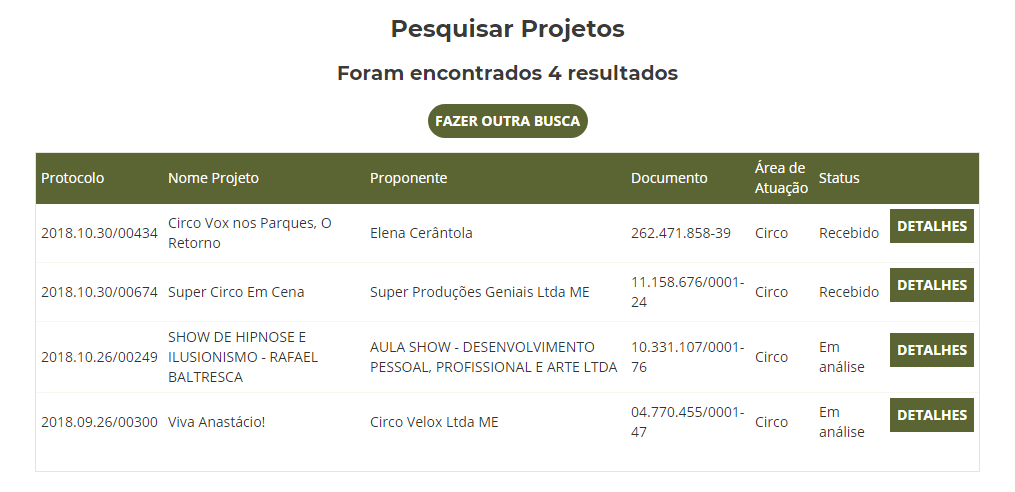 Pesquisar Projetos
Foram encontrados 4 resultados
FAZER OUTRA BUSCA
Protocolo Nome Projeto Proponente Documento Área de Atuação Status
2018.10.30/00434 Circo Vox nos Parques, O Retorno Elena Cerântola 262.471.858-39 Circo Recebido DETALHES
2018.10.30/00674 Super Circo Em Cena Super Produções Geniais Ltda ME 11.158.676/0001-24 Circo Recebido DETALHES
2018.10.26/00249 SHOW DE HIPNOSE E ILUSIONISMO - RAFAEL BALTRESCA AULA SHOW - DESENVOLVIMENTO PESSOAL, PROFISSIONAL E ARTE LTDA 10.331.107/0001-76 Circo Em análise DETALHES
2018.09.26/00300 Viva Anastácio! Circo Velox Ltda ME 04.770.455/0001-47 Circo Em análise DETALHES